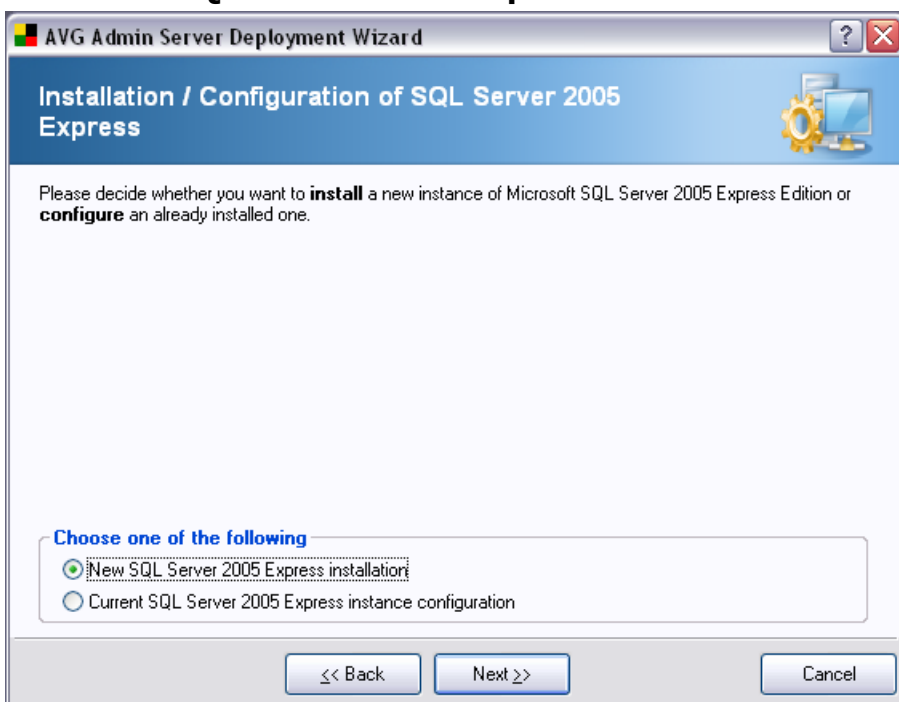 AVG Admin Server Deployment Wizard
Installation / Configuration of SQL Server 2005
Express
Please decide whether you want to install a new instance of Microsoft SQL Server 2005 Express Edition or
configure an already installed one.
Choose one of the following
New SQL Server 2005 Express installation
Current SQL Server 2005 Express instance configuration
<< Back
Next >>
Cancel